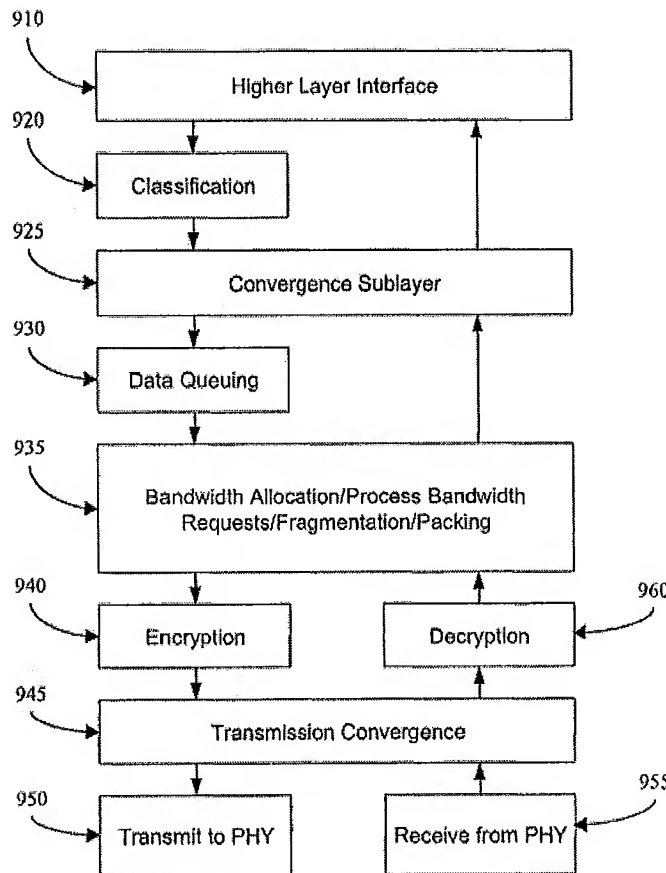 910
Higher Layer Interface
920
Classification
925
Convergence Sublayer
930
Data Queuing
935
Bandwidth Allocation/Process Bandwidth
Requests/Fragmentation/Packing
940
960
Encryption
Decryption
945
Transmission Convergence
950
955
Transmit to PHY
Receive from PHY